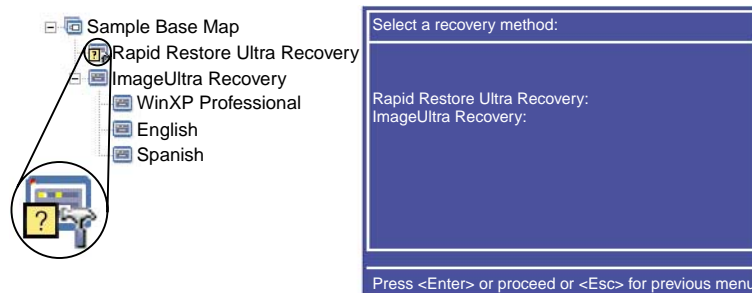 Sample Base Map
Rapid Restore Ultra Recovery
ImageUltra Recovery
WinXP Professional
English
Spanish
?
?
Select a recovery method:
Rapid Restore Ultra Recovery:
ImageUltra Recovery:
Press <Enter> or proceed or <Esc> for previous menu